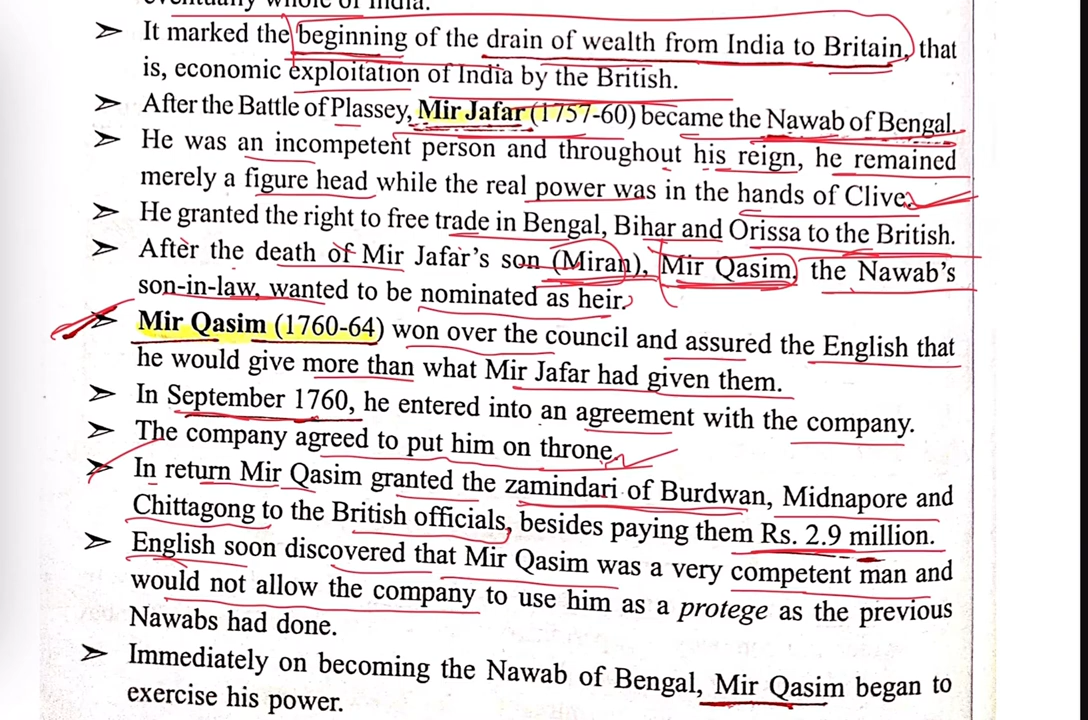 eventually whole of India.
➢ It marked the beginning of the drain of wealth from India to Britain, that
is, economic exploitation of India by the British.
➢ After the Battle of Plassey, Mir Jafar (1757-60) became the Nawab of Bengal.
➢ He was an incompetent person and throughout his reign, he remained
merely a figure head while the real power was in the hands of Clive.
➢ He granted the right to free trade in Bengal, Bihar and Orissa to the British.
➢ After the death of Mir Jafar's son (Miran), Mir Qasim, the Nawab's
son-in-law, wanted to be nominated as heir.
➢ Mir Qasim (1760-64) won over the council and assured the English that
he would give more than what Mir Jafar had given them.
➢ In September 1760, he entered into an agreement with the company.
➢ The company agreed to put him on throne.
➢ In return Mir Qasim granted the zamindari of Burdwan, Midnapore and
Chittagong to the British officials, besides paying them Rs. 2.9 million.
➢ English soon discovered that Mir Qasim was a very competent man and
would not allow the company to use him as a protege as the previous
Nawabs had done.
➢ Immediately on becoming the Nawab of Bengal, Mir Qasim began to
exercise his power.